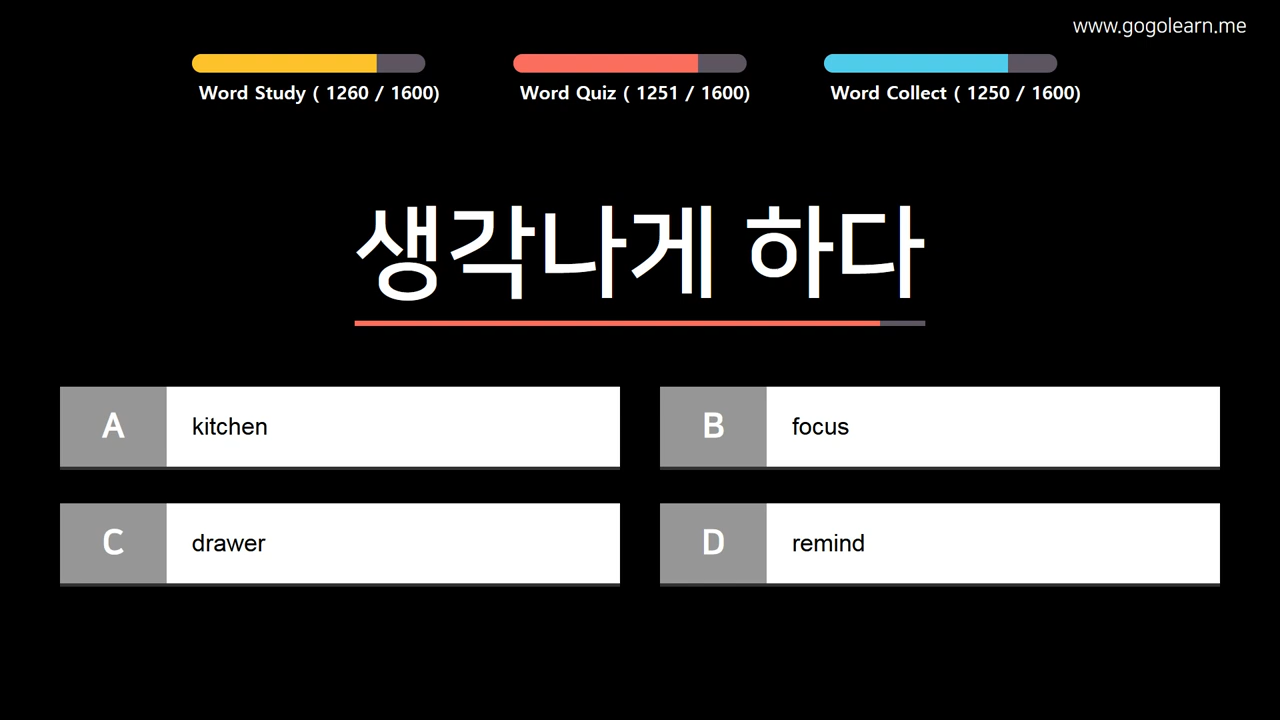 www.gogolearn.me
Word Study ( 1260 / 1600)
Word Quiz ( 1251 / 1600)
Word Collect ( 1250 / 1600)
생각나게 하다
A kitchen
B focus
C drawer
D remind